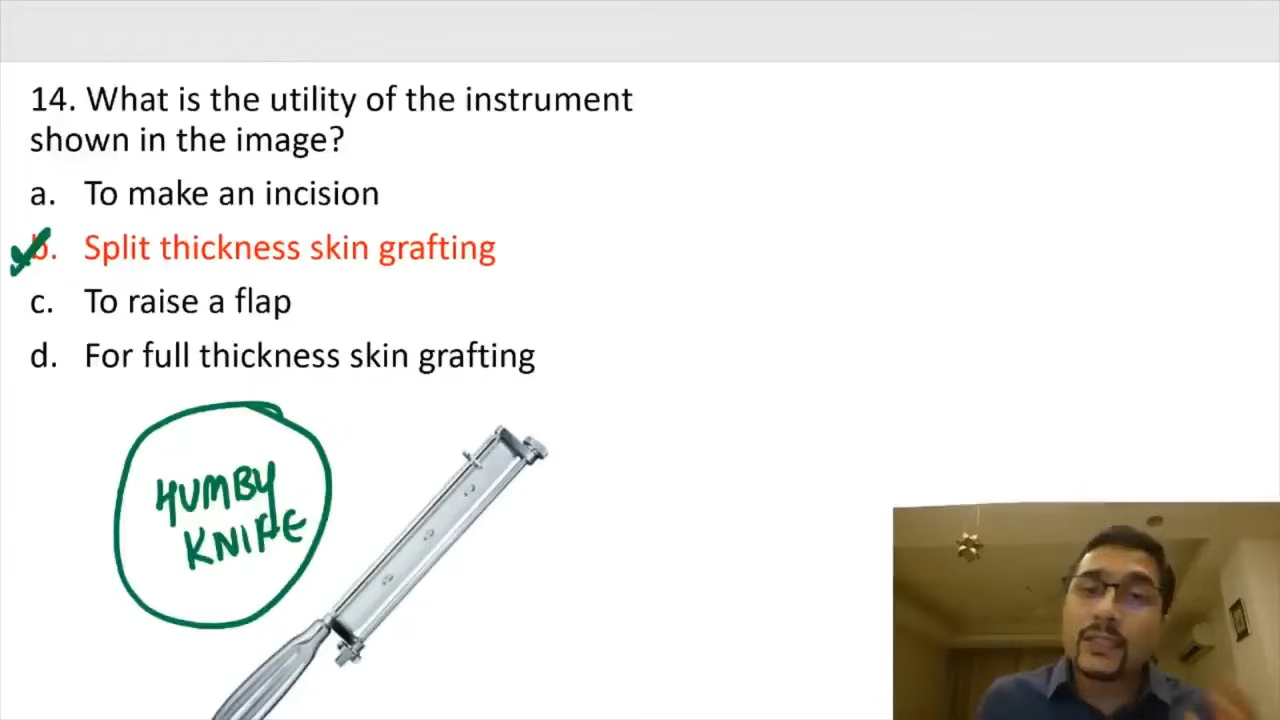 14. What is the utility of the instrument
shown in the image?
a. To make an incision
b. Split thickness skin grafting
c. To raise a flap
d. For full thickness skin grafting
HUMBY
KNIFE